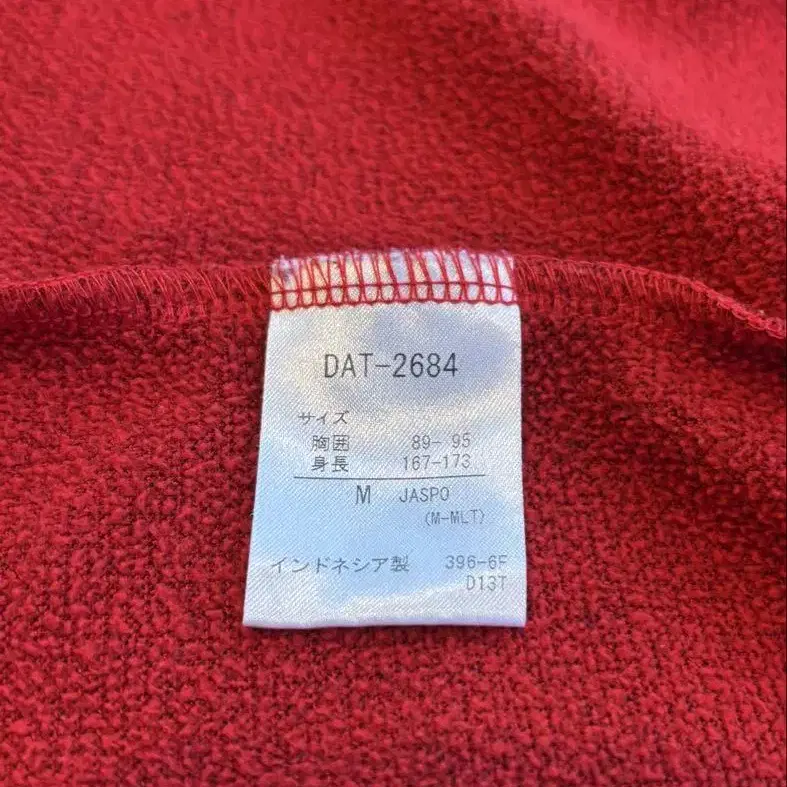 DAT-2684
サイズ
胸囲 89- 95
身長 167-173
M JASPO
(M-MLT)
インドネシア製 396-6F
D13T